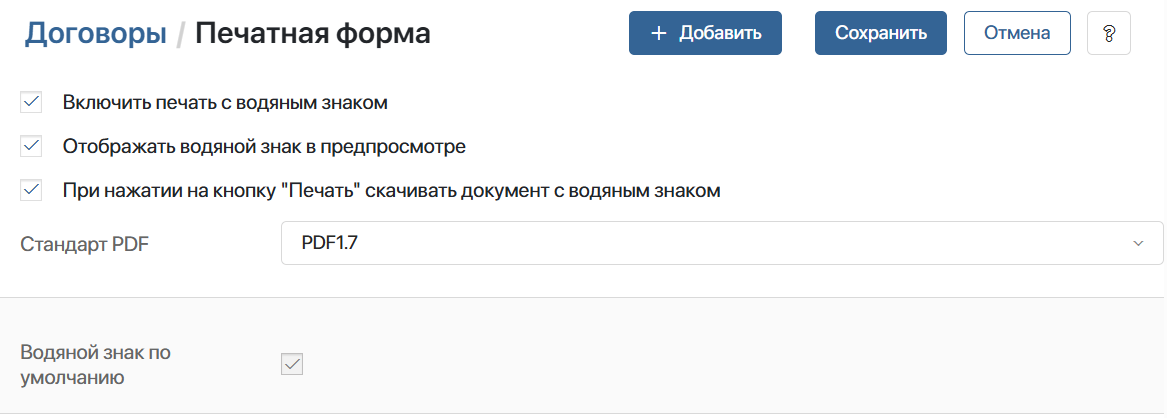 Договоры / Печатная форма
+ Добавить
Сохранить
Отмена
?
Включить печать с водяным знаком
Отображать водяной знак в предпросмотре
При нажатии на кнопку "Печать" скачивать документ с водяным знаком
Стандарт PDF
PDF1.7
Водяной знак по
умолчанию